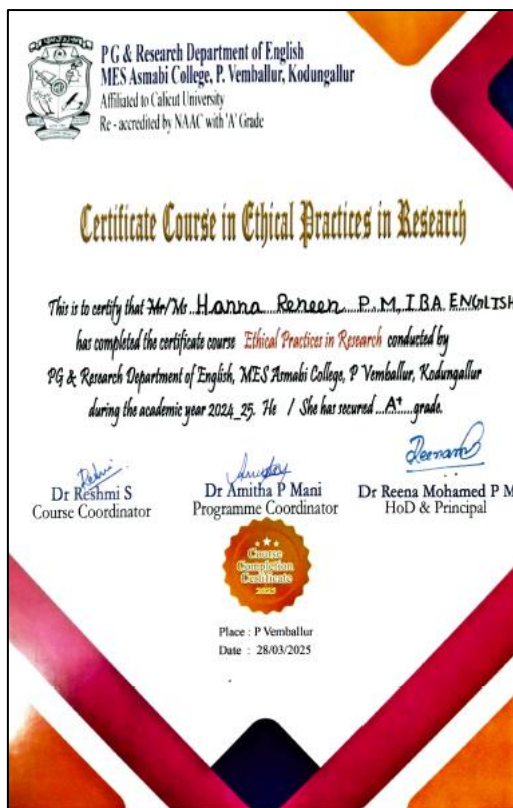 PG & Research Department of English
MES Asmabi College, P. Vemballur, Kodungallur
Affiliated to Calicut University
Re - accredited by NAAC with 'A' Grade
Certificate Course in Ethical Practices in Research
This is to certify that Mr/Ms. Hanna Reneen P.M, I BA ENGLISH
has completed the certificate course Ethical Practices in Research conducted by
PG & Research Department of English, MES Asmabi College, P Vemballur, Kodungallur
during the academic year 2024_25. He / She has secured A+ grade.
Dr Reshmi S
Course Coordinator
Dr Amitha P Mani
Programme Coordinator
Dr Reena Mohamed P M
HoD & Principal
Course
Completion
Certificate
2025
Place : P Vemballur
Date : 28/03/2025